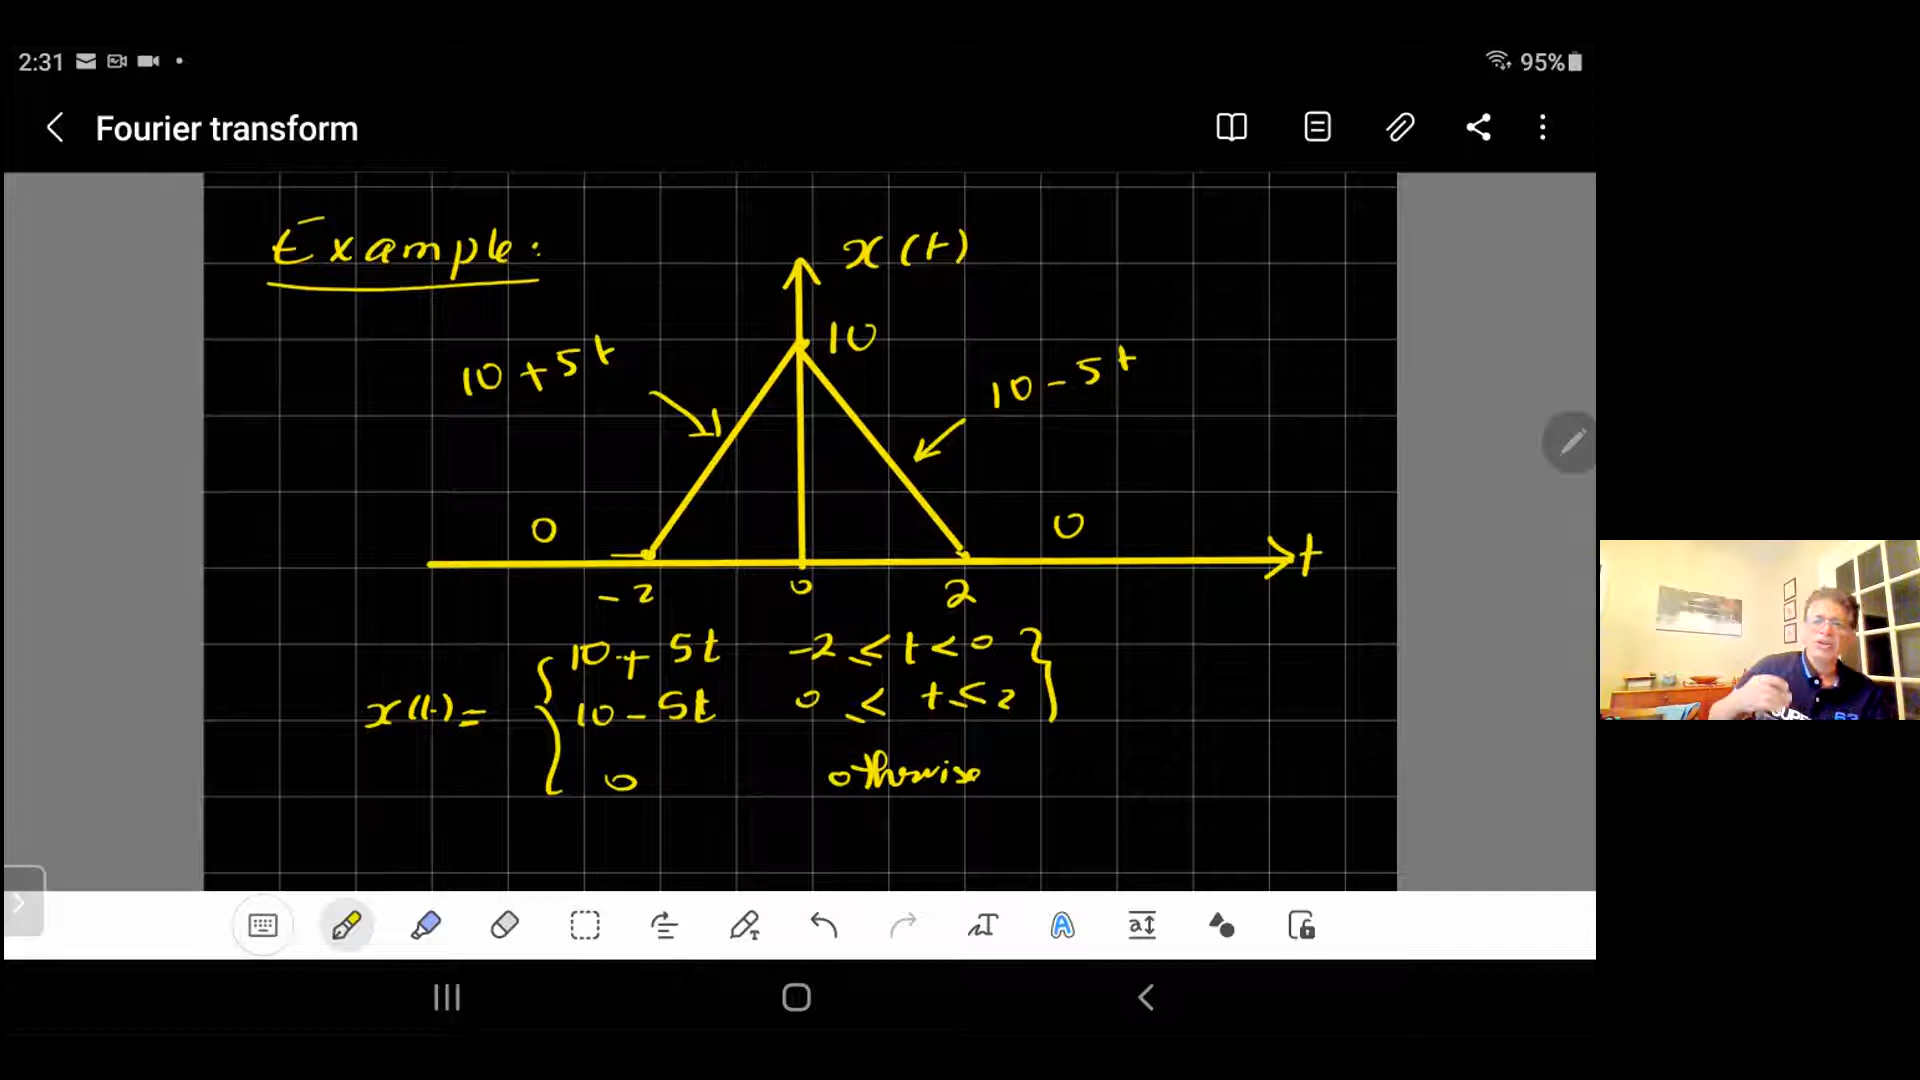 2:31
95%
Fourier transform
Example:
x(t)
10
10 + 5t
10 - 5t
0
0
t
-2
0
2
x(t) =
10 + 5t -2 ≤ t < 0
10 - 5t 0 ≤ t ≤ 2
0 otherwise